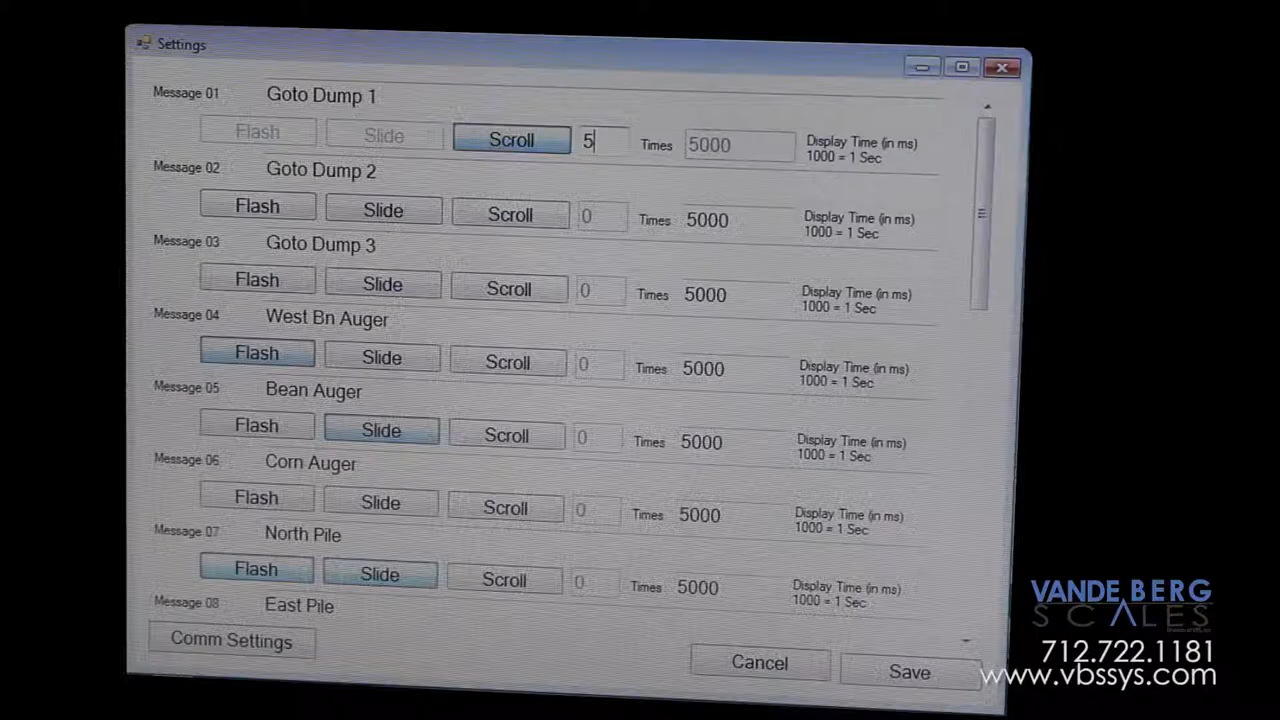 Settings
Message 01 Goto Dump 1
Flash Slide Scroll 5 Times 5000 Display Time (in ms)
1000 = 1 Sec
Message 02 Goto Dump 2
Flash Slide Scroll 0 Times 5000 Display Time (in ms)
1000 = 1 Sec
Message 03 Goto Dump 3
Flash Slide Scroll 0 Times 5000 Display Time (in ms)
1000 = 1 Sec
Message 04 West Bn Auger
Flash Slide Scroll 0 Times 5000 Display Time (in ms)
1000 = 1 Sec
Message 05 Bean Auger
Flash Slide Scroll 0 Times 5000 Display Time (in ms)
1000 = 1 Sec
Message 06 Corn Auger
Flash Slide Scroll 0 Times 5000 Display Time (in ms)
1000 = 1 Sec
Message 07 North Pile
Flash Slide Scroll 0 Times 5000 Display Time (in ms)
1000 = 1 Sec
Message 08 East Pile
Comm Settings Cancel Save
VANDE BERG
SCALES
712.722.1181
www.vbssys.com